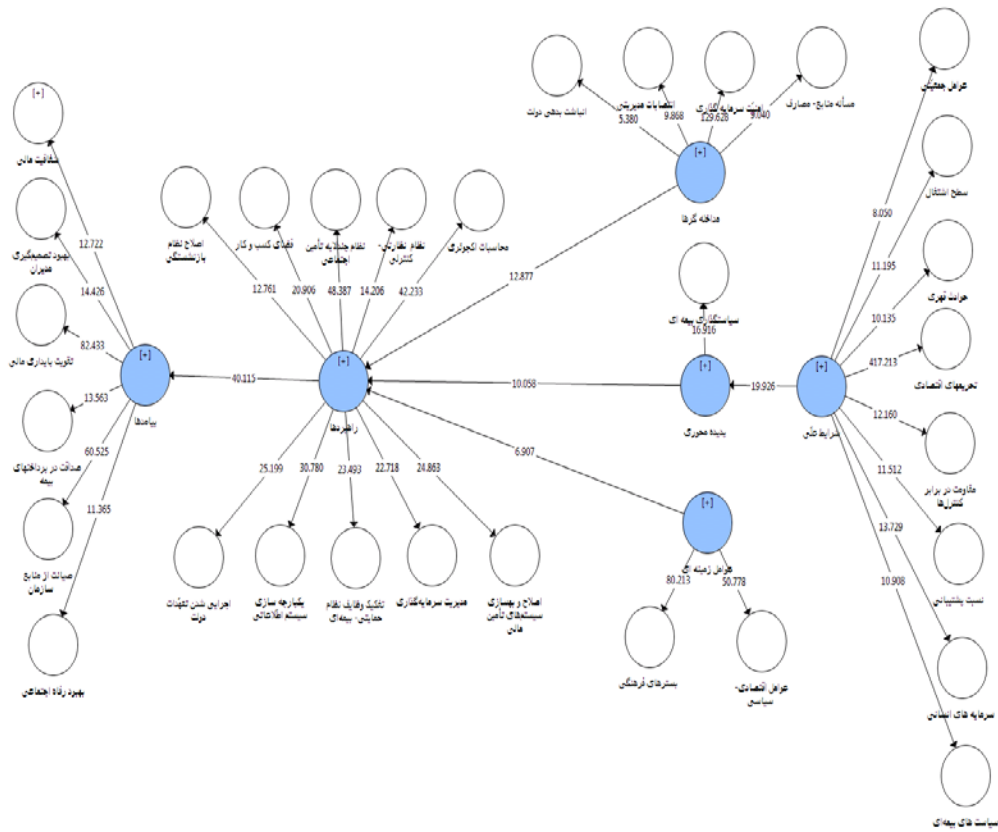 [+]
شفافیت مالی
بهبود تصمیم‌گیری
مدیران
تقویت پایداری مالی
صداقت در پرداختهای
بیمه
صیانت از منابع
سازمان
بهبود رفاه اجتماعی
12.722
14.426
82.433
13.563
60.525
11.365
[+]
پیامدها
40.115
اصلاح نظام
بازنشستگی
فضای کسب و کار
نظام چندلایه تأمین
اجتماعی
نظام نظارتی-
کنترلی
محاسبات اکچوئری
12.761
20.906
48.387
14.206
42.233
[+]
راهبردها
25.199
30.780
23.493
22.718
24.863
اجرایی شدن تعهدات
دولت
یکپارچه سازی
سیستم اطلاعاتی
تفکیک وظایف نظام
حمایتی- بیمه‌ای
مدیریت سرمایه‌گذاری
اصلاح و بهسازی
سیستم‌های تأمین
مالی
انباشت بدهی دولت
انتصابات مدیریتی
امنیت سرمایه گذاری
مسأله منابع- مصارف
5.380
9.868
129.628
9.040
[+]
مداخله گرها
12.877
سیاستگذاری بیمه ای
16.916
[+]
پدیده محوری
10.058
19.926
6.907
[+]
عوامل زمینه ای
80.213
50.778
بسترهای فرهنگی
عوامل اقتصادی-
سیاسی
[+]
شرایط علّی
8.050
11.195
10.135
417.213
12.160
11.512
13.729
10.908
عوامل جمعیتی
سطح اشتغال
حوادث قهری
تحریمهای اقتصادی
مقاومت در برابر
کنترل‌ها
نسبت پشتیبانی
سرمایه های انسانی
سیاست های بیمه‌ای